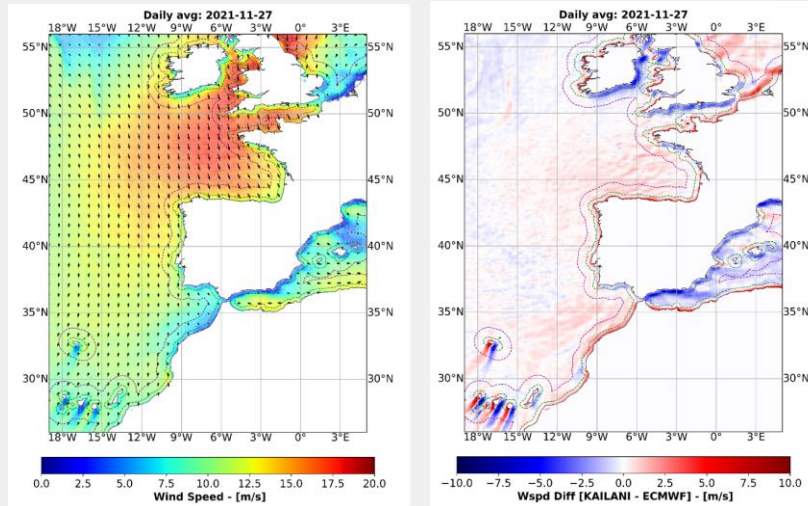 Daily avg: 2021-11-27
18°W 15°W 12°W 9°W 6°W 3°W 0° 3°E
55°N 55°N
50°N 50°N
45°N 45°N
40°N 40°N
35°N 35°N
30°N 30°N
18°W 15°W 12°W 9°W 6°W 3°W 0° 3°E
0.0 2.5 5.0 7.5 10.0 12.5 15.0 17.5 20.0
Wind Speed - [m/s]
Daily avg: 2021-11-27
18°W 15°W 12°W 9°W 6°W 3°W 0° 3°E
55°N 55°N
50°N 50°N
45°N 45°N
40°N 40°N
35°N 35°N
30°N 30°N
18°W 15°W 12°W 9°W 6°W 3°W 0° 3°E
−10.0 −7.5 −5.0 −2.5 0.0 2.5 5.0 7.5 10.0
Wspd Diff [KAILANI - ECMWF] - [m/s]